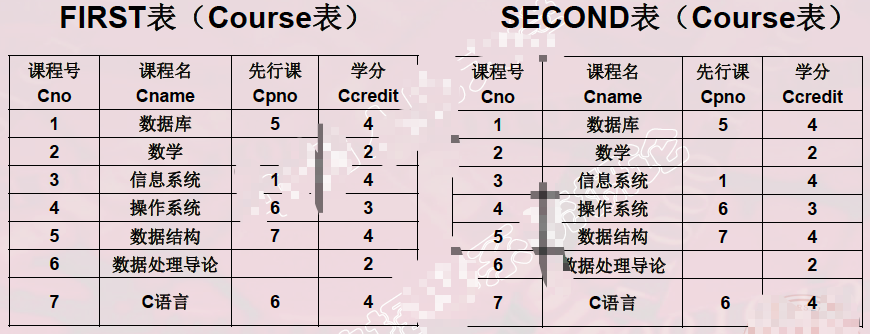 FIRST表（Course表） SECOND表（Course表）
课程号 课程名 先行课 学分 课程号 课程名 先行课 学分
Cno Cname Cpno Ccredit Cno Cname Cpno Ccredit
1 数据库 5 4 1 数据库 5 4
2 数学 2 2 数学 2
3 信息系统 1 4 3 信息系统 1 4
4 操作系统 6 3 4 操作系统 6 3
5 数据结构 7 4 5 数据结构 7 4
6 数据处理导论 2 6 数据处理导论 2
7 C语言 6 4 7 C语言 6 4